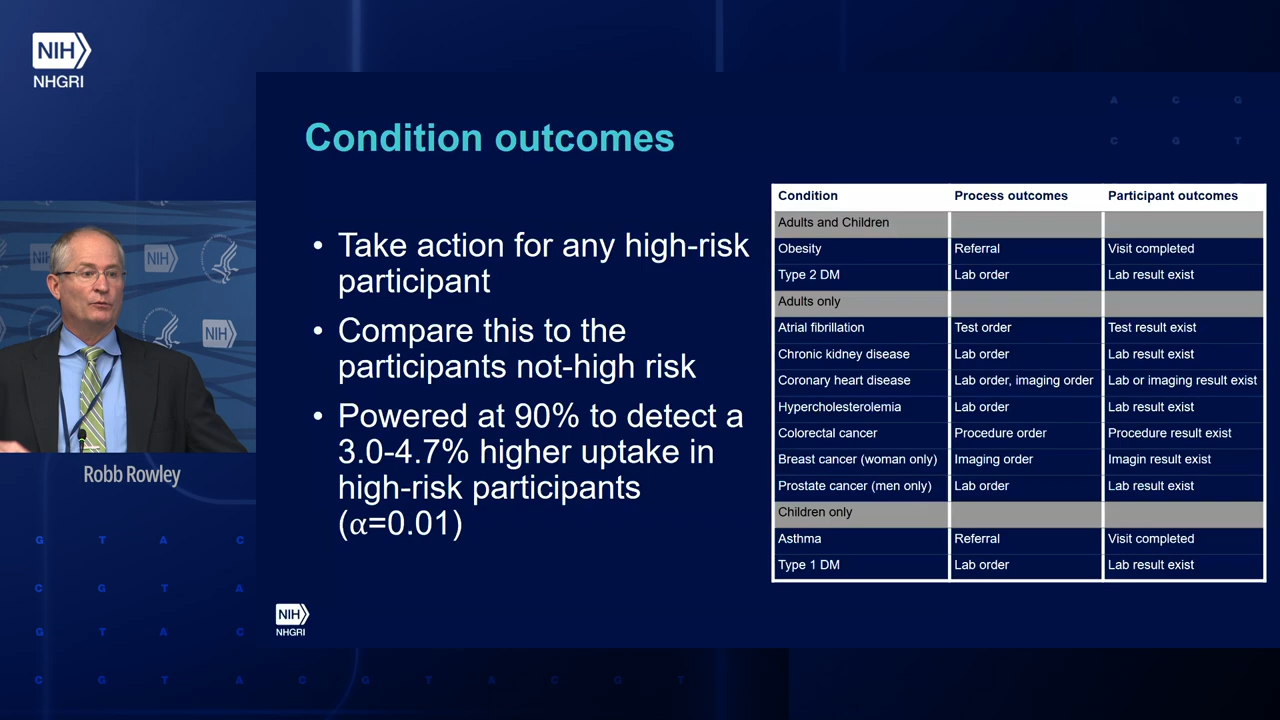 NIH
NHGRI
Condition outcomes
• Take action for any high-risk
participant
• Compare this to the
participants not-high risk
• Powered at 90% to detect a
3.0-4.7% higher uptake in
high-risk participants
(α=0.01)
Condition Process outcomes Participant outcomes
Adults and Children
Obesity Referral Visit completed
Type 2 DM Lab order Lab result exist
Adults only
Atrial fibrillation Test order Test result exist
Chronic kidney disease Lab order Lab result exist
Coronary heart disease Lab order, imaging order Lab or imaging result exist
Hypercholesterolemia Lab order Lab result exist
Colorectal cancer Procedure order Procedure result exist
Breast cancer (woman only) Imaging order Imagin result exist
Prostate cancer (men only) Lab order Lab result exist
Children only
Asthma Referral Visit completed
Type 1 DM Lab order Lab result exist
NIH
NHGRI
NIH
NIH
Robb Rowley
A C G
C G T
G T A C
C G T A
G T A C
C G T A C G T A C G T